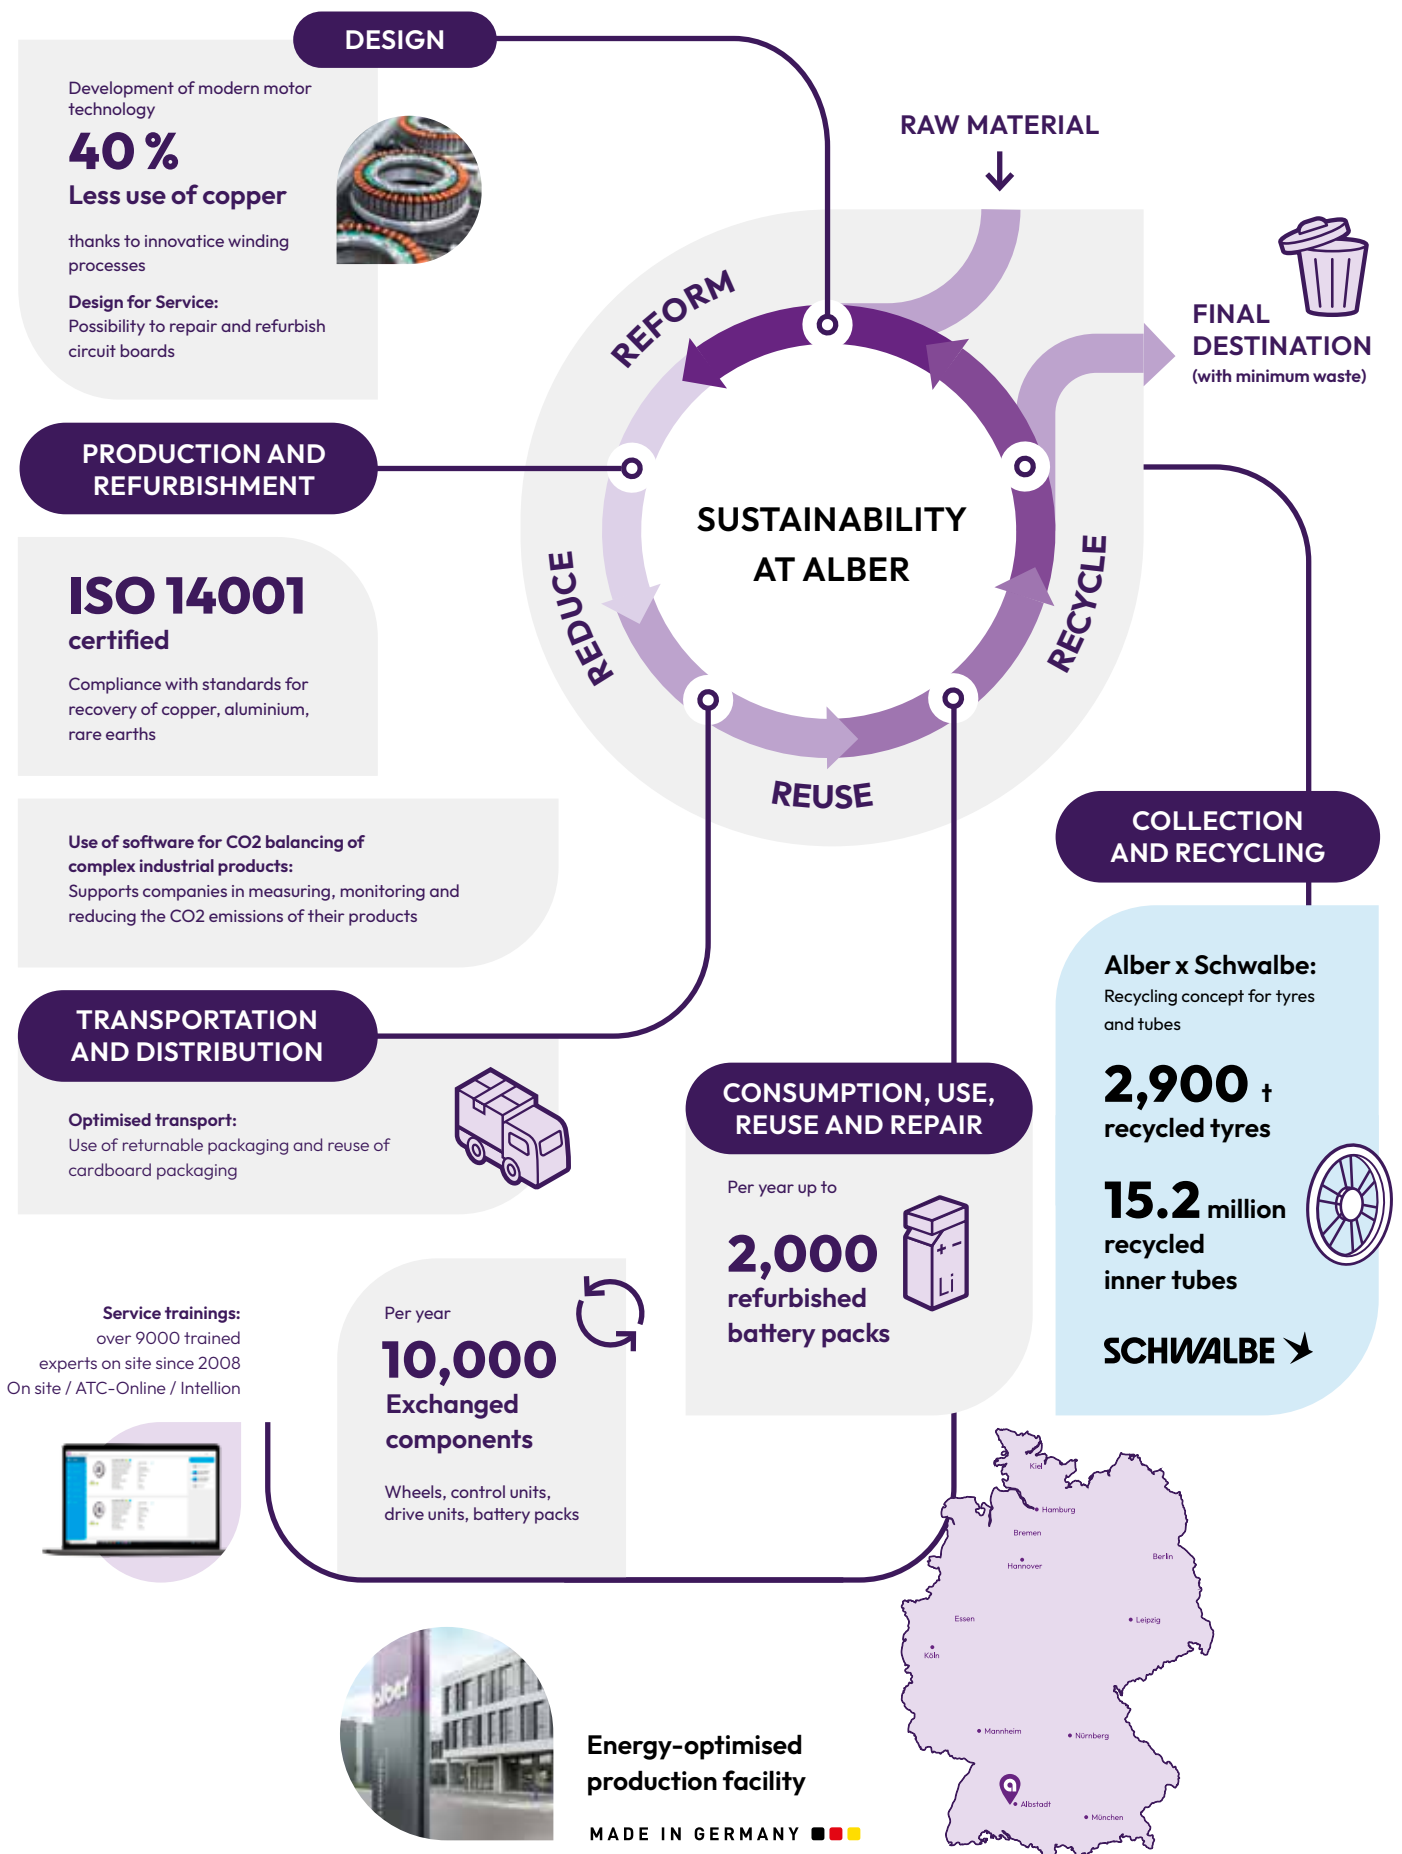 DESIGN
Development of modern motor
technology
40 %
Less use of copper
thanks to innovatice winding
processes
Design for Service:
Possibility to repair and refurbish
circuit boards
RAW MATERIAL
FINAL
DESTINATION
(with minimum waste)
REFORM
REDUCE
REUSE
RECYCLE
SUSTAINABILITY
AT ALBER
PRODUCTION AND
REFURBISHMENT
ISO 14001
certified
Compliance with standards for
recovery of copper, aluminium,
rare earths
Use of software for CO2 balancing of
complex industrial products:
Supports companies in measuring, monitoring and
reducing the CO2 emissions of their products
TRANSPORTATION
AND DISTRIBUTION
Optimised transport:
Use of returnable packaging and reuse of
cardboard packaging
CONSUMPTION, USE,
REUSE AND REPAIR
Per year up to
2,000
refurbished
battery packs
+ −
Li
COLLECTION
AND RECYCLING
Alber x Schwalbe:
Recycling concept for tyres
and tubes
2,900 t
recycled tyres
15.2 million
recycled
inner tubes
SCHWALBE
Service trainings:
over 9000 trained
experts on site since 2008
On site / ATC-Online / Intellion
Per year
10,000
Exchanged
components
Wheels, control units,
drive units, battery packs
Kiel
Hamburg
Bremen
Hannover
Berlin
Essen
Leipzig
Köln
Mannheim
Nürnberg
a
Albstadt
München
alber
Energy-optimised
production facility
MADE IN GERMANY